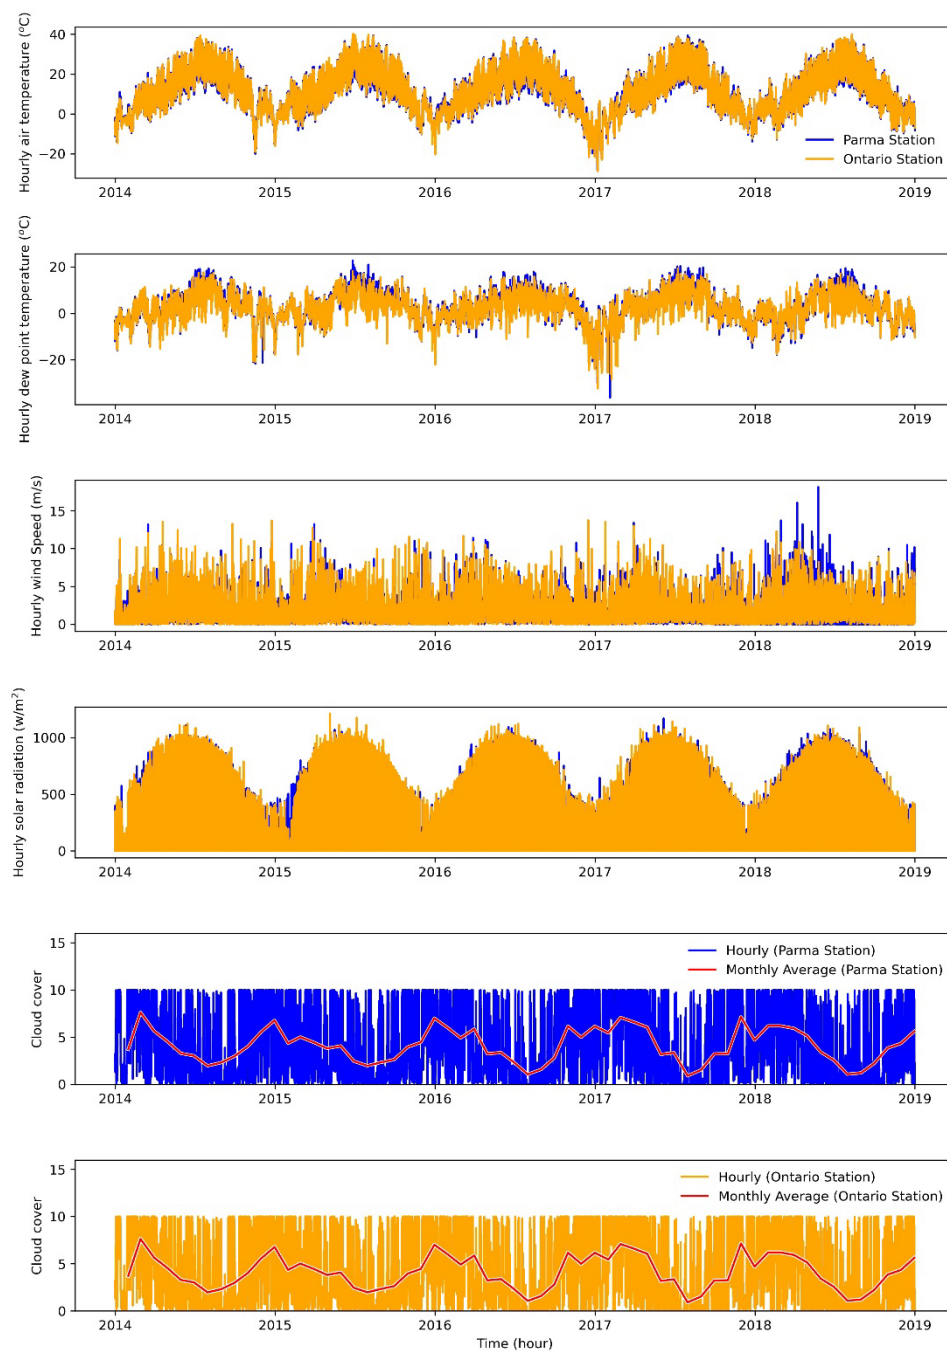 Hourly air temperature (°C)
40
20
0
−20
Parma Station
Ontario Station
2014 2015 2016 2017 2018 2019
Hourly dew point temperature (°C)
20
0
−20
2014 2015 2016 2017 2018 2019
Hourly wind Speed (m/s)
15
10
5
0
2014 2015 2016 2017 2018 2019
Hourly solar radiation (w/m²)
1000
500
0
2014 2015 2016 2017 2018 2019
Cloud cover
15
10
5
0
Hourly (Parma Station)
Monthly Average (Parma Station)
2014 2015 2016 2017 2018 2019
Cloud cover
15
10
5
0
Hourly (Ontario Station)
Monthly Average (Ontario Station)
2014 2015 2016 2017 2018 2019
Time (hour)